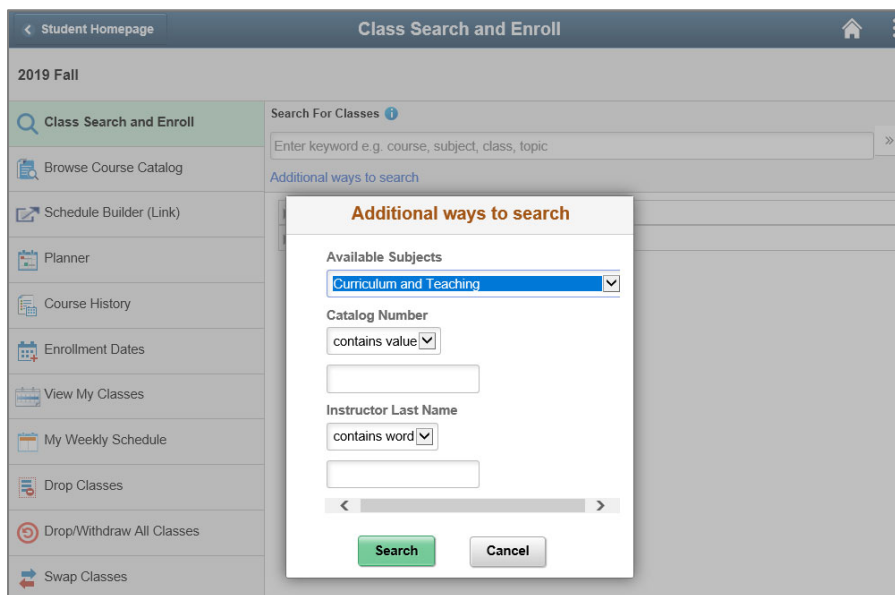 Student Homepage
Class Search and Enroll
2019 Fall
Class Search and Enroll
Browse Course Catalog
Schedule Builder (Link)
Planner
Course History
Enrollment Dates
View My Classes
My Weekly Schedule
Drop Classes
Drop/Withdraw All Classes
Swap Classes
Search For Classes
Enter keyword e.g. course, subject, class, topic
Additional ways to search
Additional ways to search
Available Subjects
Curriculum and Teaching
Catalog Number
contains value
Instructor Last Name
contains word
Search
Cancel